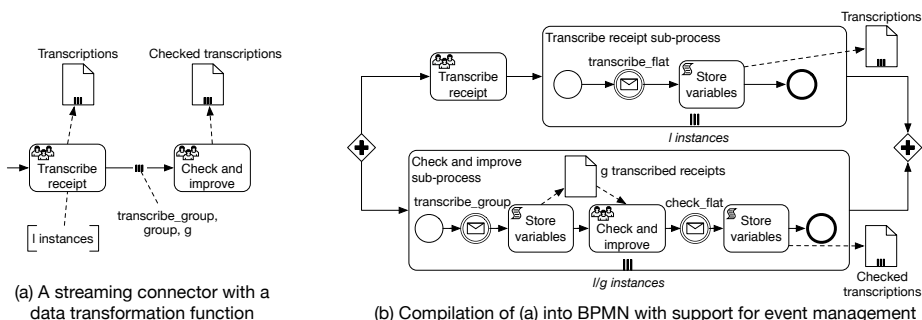 Transcriptions
Checked transcriptions
Transcribe
receipt
Check and
improve
transcribe_group,
group, g
l instances
(a) A streaming connector with a
data transformation function
Transcriptions
Transcribe receipt sub-process
Transcribe
receipt
transcribe_flat
Store
variables
l instances
Check and improve
sub-process
g transcribed receipts
transcribe_group
Store
variables
Check and
improve
check_flat
Store
variables
l/g instances
Checked
transcriptions
(b) Compilation of (a) into BPMN with support for event management